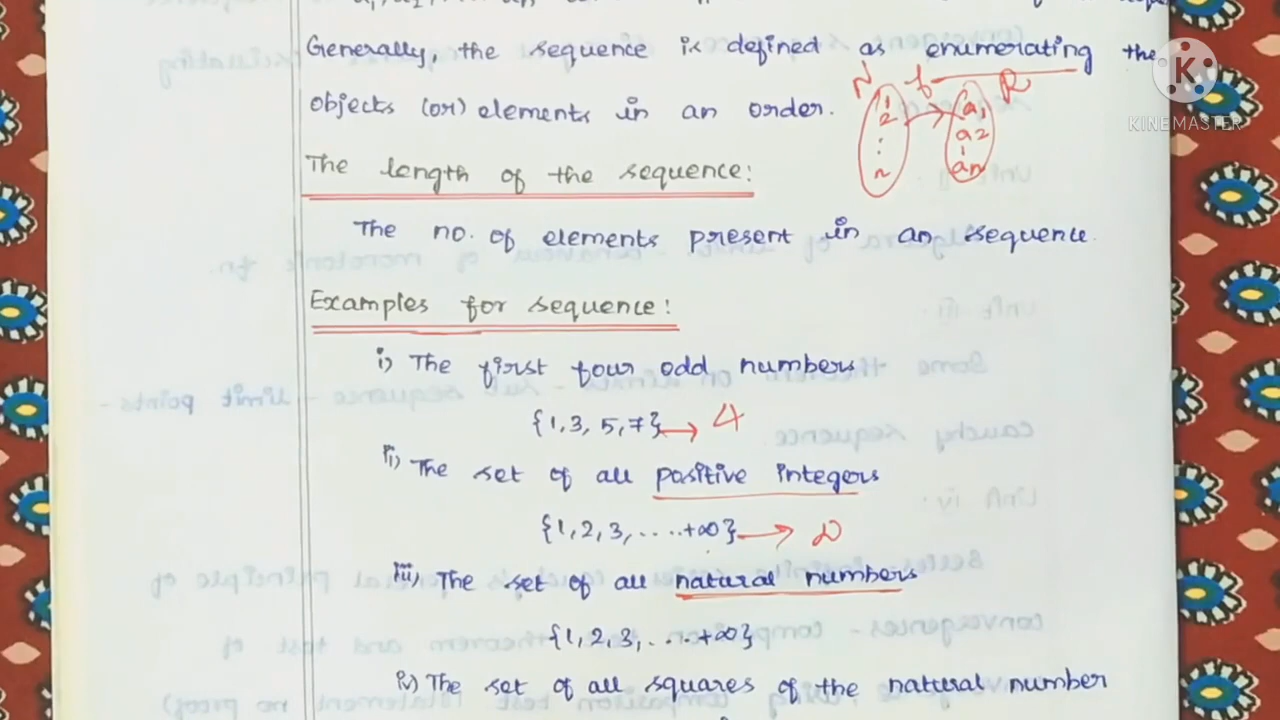 Generally, the sequence is defined as enumerating the
objects (or) elements in an order.
N f R
1 a1
2 a2
:
n an
The length of the sequence:
The no. of elements present in an sequence.
Examples for sequence:
i) The first four odd numbers
{1, 3, 5, 7} → 4
ii) The set of all positive integers
{1, 2, 3, ..... +∞} → ∞
iii) The set of all natural numbers
{1, 2, 3, ..... +∞}
iv) The set of all squares of the natural number
K
KINEMASTER